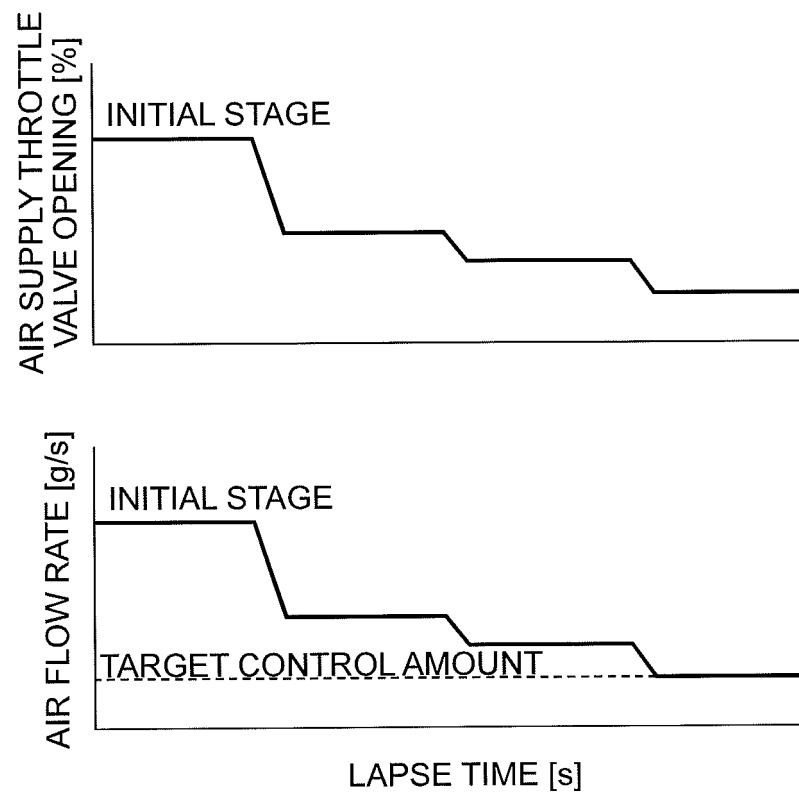 AIR SUPPLY THROTTLE
VALVE OPENING [%]
INITIAL STAGE
AIR FLOW RATE [g/s]
INITIAL STAGE
TARGET CONTROL AMOUNT
LAPSE TIME [s]